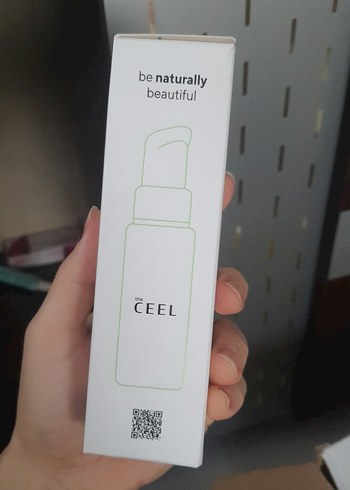 be naturally
beautiful
the
CEEL